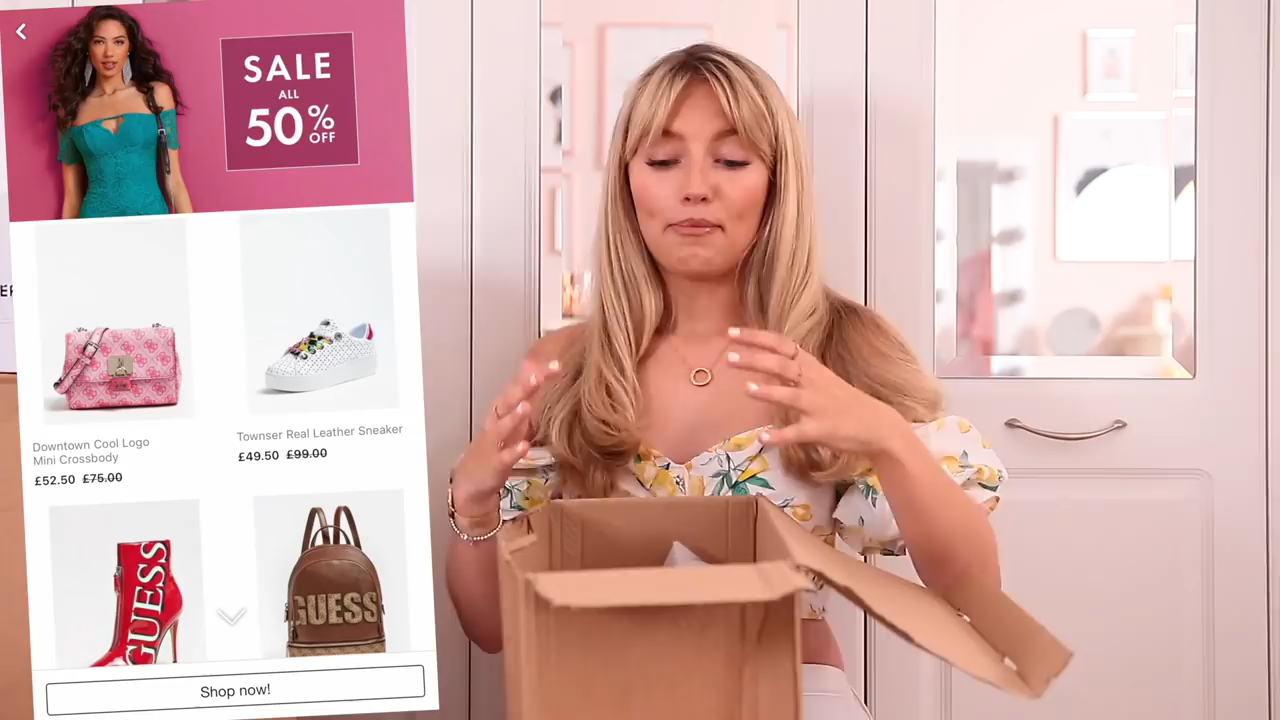 SALE
ALL
50% OFF
Downtown Cool Logo
Mini Crossbody
£52.50 £75.00
Townser Real Leather Sneaker
£49.50 £99.00
GUESS
GUESS
Shop now!